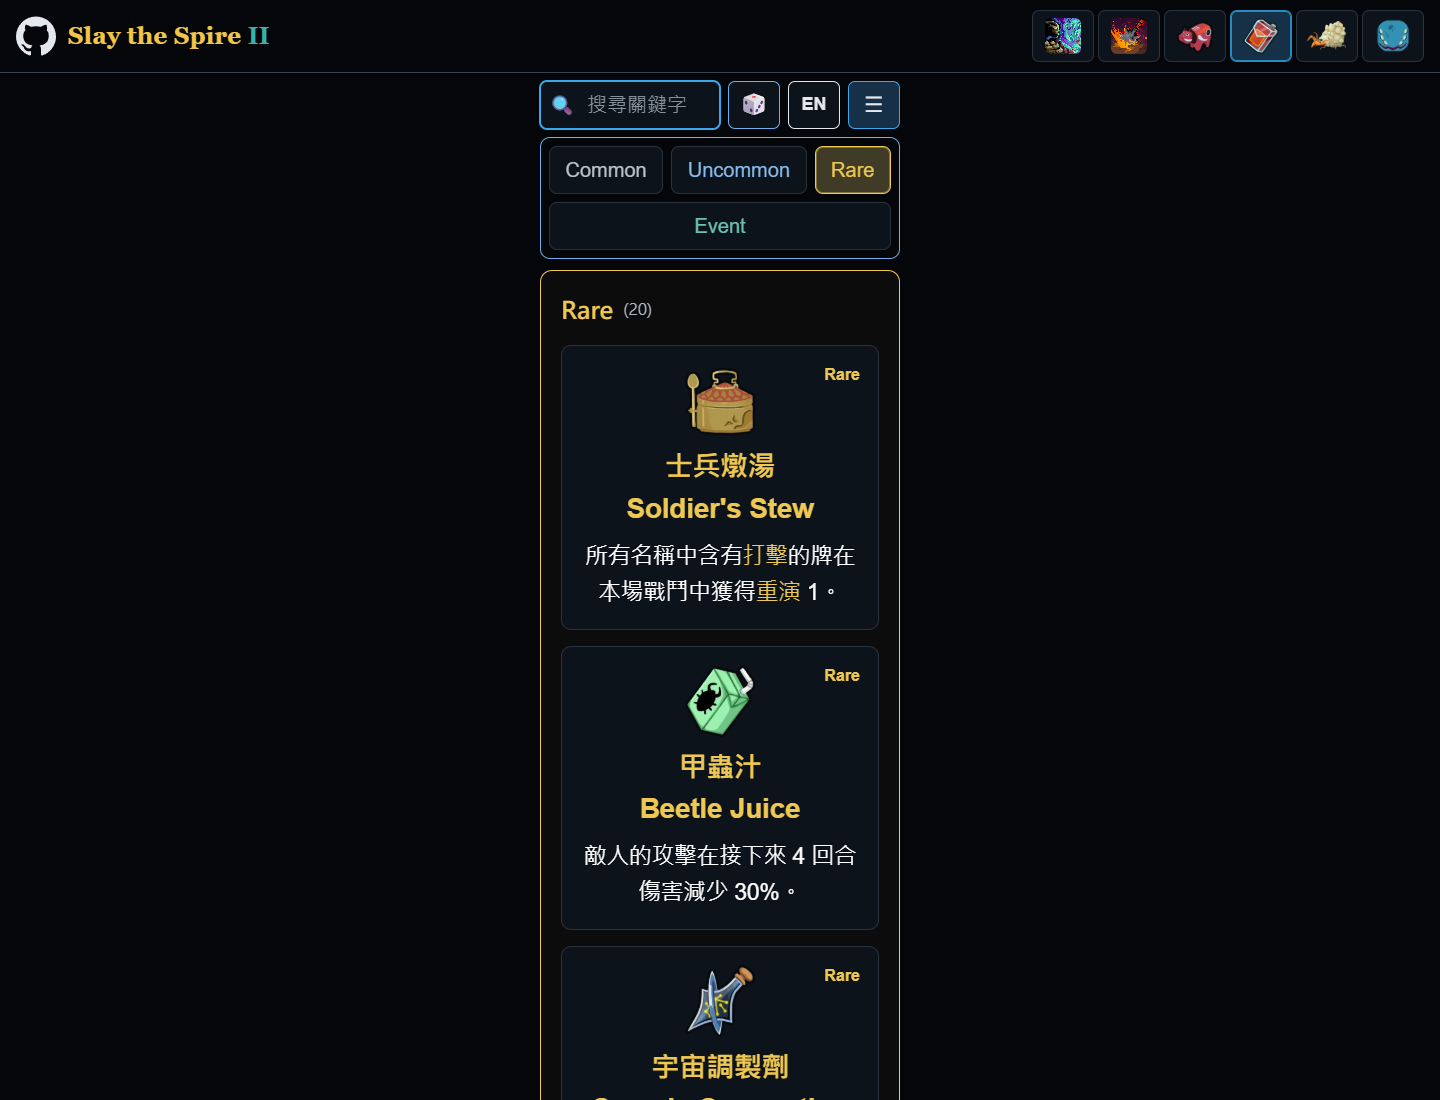 Slay the Spire II
搜尋關鍵字
EN
Common
Uncommon
Rare
Event
Rare (20)
Rare
士兵燉湯
Soldier's Stew
所有名稱中含有打擊的牌在
本場戰鬥中獲得重演 1。
Rare
甲蟲汁
Beetle Juice
敵人的攻擊在接下來 4 回合
傷害減少 30%。
Rare
宇宙調製劑